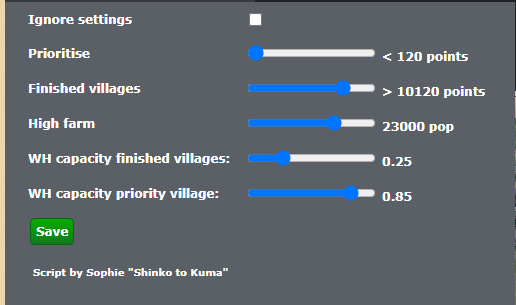 Ignore settings
Prioritise < 120 points
Finished villages > 10120 points
High farm 23000 pop
WH capacity finished villages: 0.25
WH capacity priority village: 0.85
Save
Script by Sophie "Shinko to Kuma"